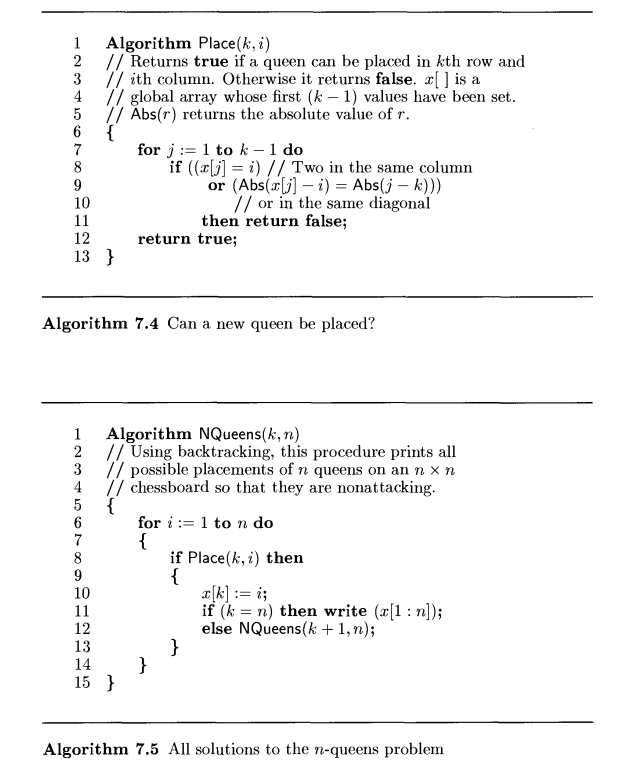 1 Algorithm Place(k, i)
2 // Returns true if a queen can be placed in kth row and
3 // ith column. Otherwise it returns false. x[ ] is a
4 // global array whose first (k − 1) values have been set.
5 // Abs(r) returns the absolute value of r.
6 {
7 for j := 1 to k − 1 do
8 if ((x[j] = i) // Two in the same column
9 or (Abs(x[j] − i) = Abs(j − k)))
10 // or in the same diagonal
11 then return false;
12 return true;
13 }
Algorithm 7.4 Can a new queen be placed?
1 Algorithm NQueens(k, n)
2 // Using backtracking, this procedure prints all
3 // possible placements of n queens on an n × n
4 // chessboard so that they are nonattacking.
5 {
6 for i := 1 to n do
7 {
8 if Place(k, i) then
9 {
10 x[k] := i;
11 if (k = n) then write (x[1 : n]);
12 else NQueens(k + 1, n);
13 }
14 }
15 }
Algorithm 7.5 All solutions to the n-queens problem